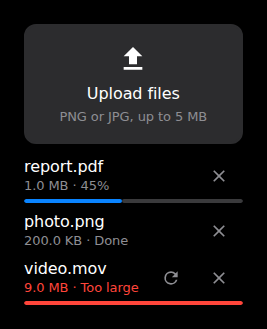 Upload files
PNG or JPG, up to 5 MB
report.pdf
1.0 MB · 45%
photo.png
200.0 KB · Done
video.mov
9.0 MB · Too large